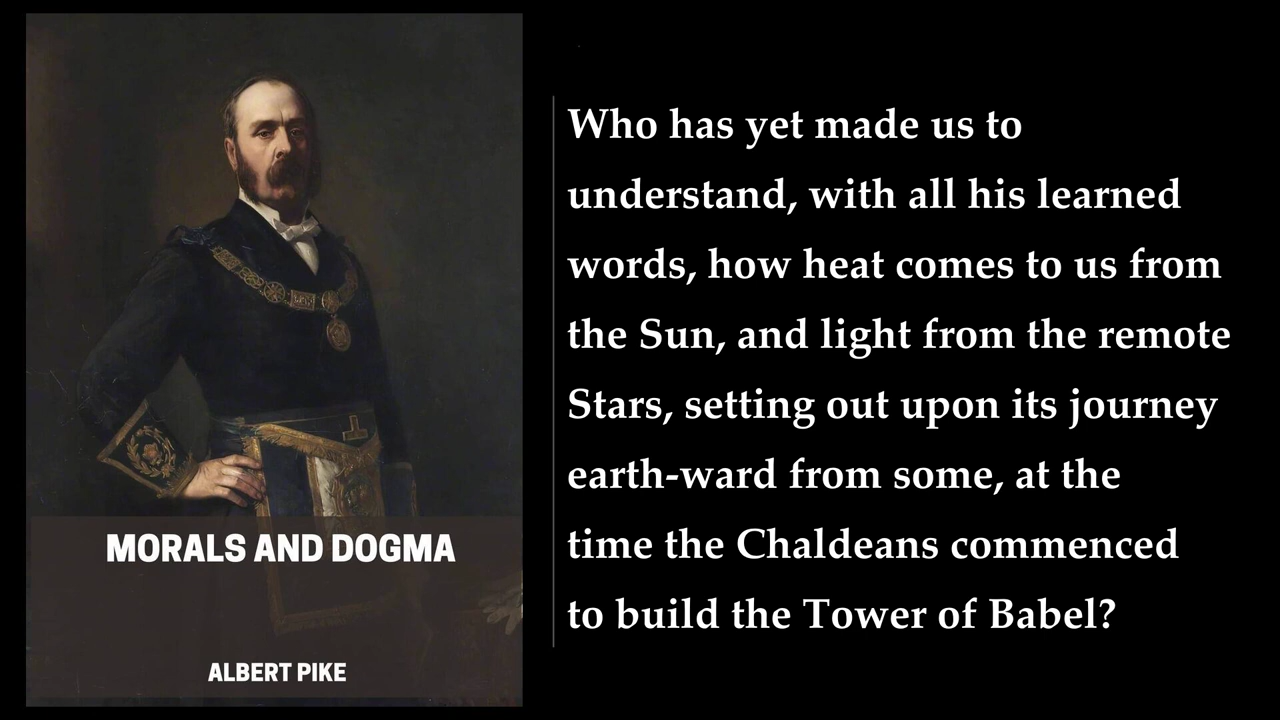 MORALS AND DOGMA
ALBERT PIKE
Who has yet made us to
understand, with all his learned
words, how heat comes to us from
the Sun, and light from the remote
Stars, setting out upon its journey
earth-ward from some, at the
time the Chaldeans commenced
to build the Tower of Babel?